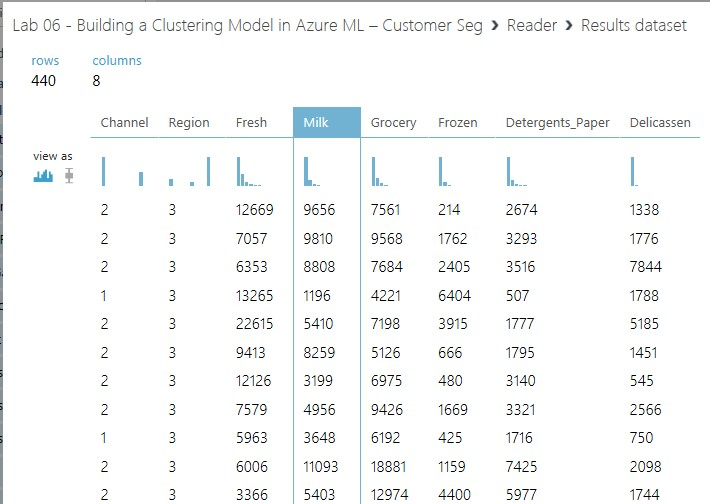 Lab 06 - Building a Clustering Model in Azure ML – Customer Seg › Reader › Results dataset
rows columns
440 8
Channel Region Fresh Milk Grocery Frozen Detergents_Paper Delicassen
view as
2 3 12669 9656 7561 214 2674 1338
2 3 7057 9810 9568 1762 3293 1776
2 3 6353 8808 7684 2405 3516 7844
1 3 13265 1196 4221 6404 507 1788
2 3 22615 5410 7198 3915 1777 5185
2 3 9413 8259 5126 666 1795 1451
2 3 12126 3199 6975 480 3140 545
2 3 7579 4956 9426 1669 3321 2566
1 3 5963 3648 6192 425 1716 750
2 3 6006 11093 18881 1159 7425 2098
2 3 3366 5403 12974 4400 5977 1744